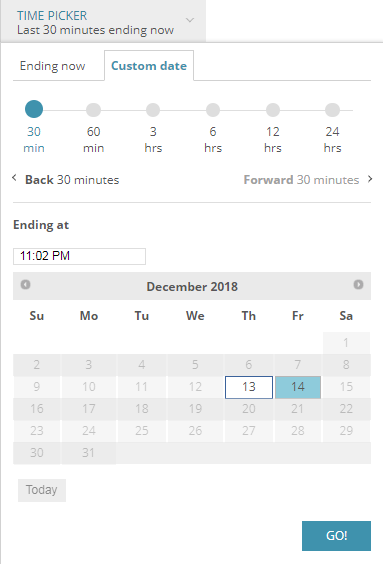 TIME PICKER
Last 30 minutes ending now
Ending now Custom date
30 60 3 6 12 24
min min hrs hrs hrs hrs
Back 30 minutes Forward 30 minutes
Ending at
11:02 PM
December 2018
Su Mo Tu We Th Fr Sa
1
2 3 4 5 6 7 8
9 10 11 12 13 14 15
16 17 18 19 20 21 22
23 24 25 26 27 28 29
30 31
Today
GO!